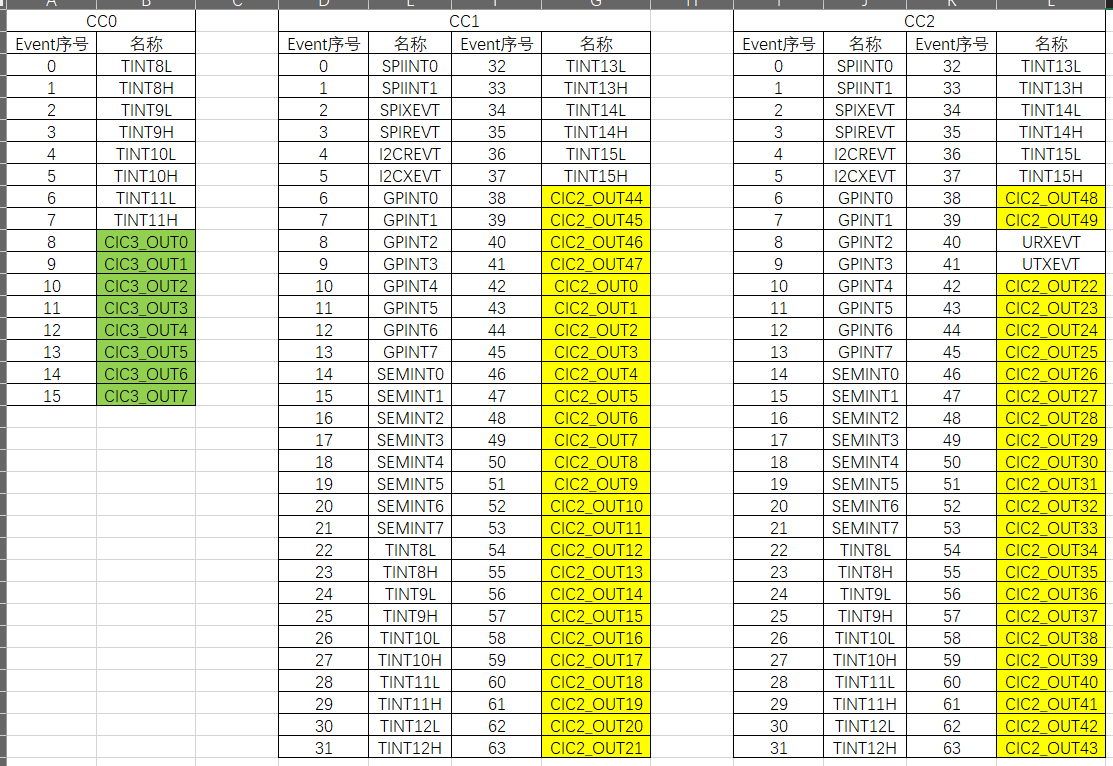 CC0 CC1 CC2
Event序号 名称 Event序号 名称 Event序号 名称 Event序号 名称 Event序号 名称
0 TINT8L 0 SPIINT0 32 TINT13L 0 SPIINT0 32 TINT13L
1 TINT8H 1 SPIINT1 33 TINT13H 1 SPIINT1 33 TINT13H
2 TINT9L 2 SPIXEVT 34 TINT14L 2 SPIXEVT 34 TINT14L
3 TINT9H 3 SPIREVT 35 TINT14H 3 SPIREVT 35 TINT14H
4 TINT10L 4 I2CREVT 36 TINT15L 4 I2CREVT 36 TINT15L
5 TINT10H 5 I2CXEVT 37 TINT15H 5 I2CXEVT 37 TINT15H
6 TINT11L 6 GPINT0 38 CIC2_OUT44 6 GPINT0 38 CIC2_OUT48
7 TINT11H 7 GPINT1 39 CIC2_OUT45 7 GPINT1 39 CIC2_OUT49
8 CIC3_OUT0 8 GPINT2 40 CIC2_OUT46 8 GPINT2 40 URXEVT
9 CIC3_OUT1 9 GPINT3 41 CIC2_OUT47 9 GPINT3 41 UTXEVT
10 CIC3_OUT2 10 GPINT4 42 CIC2_OUT0 10 GPINT4 42 CIC2_OUT22
11 CIC3_OUT3 11 GPINT5 43 CIC2_OUT1 11 GPINT5 43 CIC2_OUT23
12 CIC3_OUT4 12 GPINT6 44 CIC2_OUT2 12 GPINT6 44 CIC2_OUT24
13 CIC3_OUT5 13 GPINT7 45 CIC2_OUT3 13 GPINT7 45 CIC2_OUT25
14 CIC3_OUT6 14 SEMINT0 46 CIC2_OUT4 14 SEMINT0 46 CIC2_OUT26
15 CIC3_OUT7 15 SEMINT1 47 CIC2_OUT5 15 SEMINT1 47 CIC2_OUT27
16 SEMINT2 48 CIC2_OUT6 16 SEMINT2 48 CIC2_OUT28
17 SEMINT3 49 CIC2_OUT7 17 SEMINT3 49 CIC2_OUT29
18 SEMINT4 50 CIC2_OUT8 18 SEMINT4 50 CIC2_OUT30
19 SEMINT5 51 CIC2_OUT9 19 SEMINT5 51 CIC2_OUT31
20 SEMINT6 52 CIC2_OUT10 20 SEMINT6 52 CIC2_OUT32
21 SEMINT7 53 CIC2_OUT11 21 SEMINT7 53 CIC2_OUT33
22 TINT8L 54 CIC2_OUT12 22 TINT8L 54 CIC2_OUT34
23 TINT8H 55 CIC2_OUT13 23 TINT8H 55 CIC2_OUT35
24 TINT9L 56 CIC2_OUT14 24 TINT9L 56 CIC2_OUT36
25 TINT9H 57 CIC2_OUT15 25 TINT9H 57 CIC2_OUT37
26 TINT10L 58 CIC2_OUT16 26 TINT10L 58 CIC2_OUT38
27 TINT10H 59 CIC2_OUT17 27 TINT10H 59 CIC2_OUT39
28 TINT11L 60 CIC2_OUT18 28 TINT11L 60 CIC2_OUT40
29 TINT11H 61 CIC2_OUT19 29 TINT11H 61 CIC2_OUT41
30 TINT12L 62 CIC2_OUT20 30 TINT12L 62 CIC2_OUT42
31 TINT12H 63 CIC2_OUT21 31 TINT12H 63 CIC2_OUT43